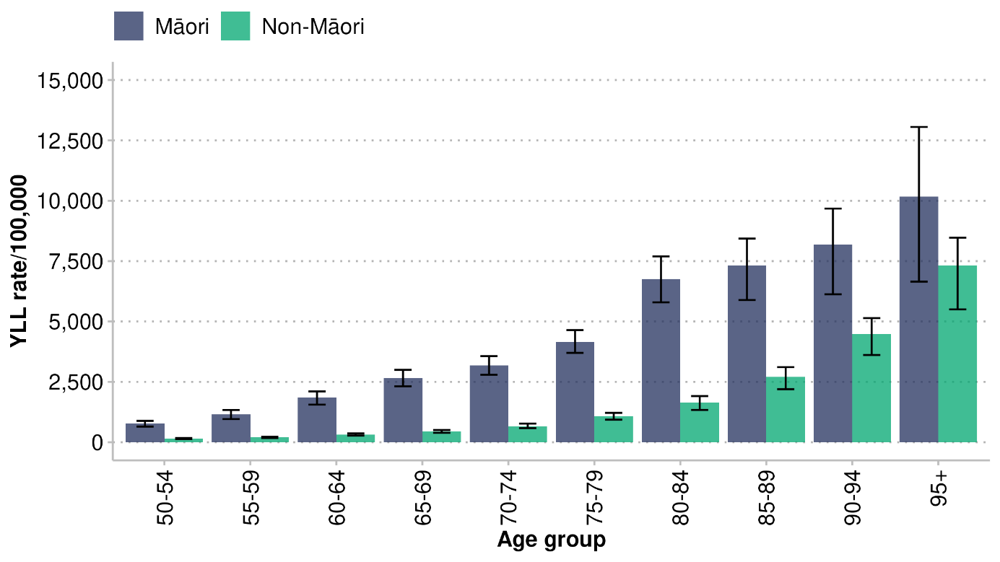 Māori Non-Māori
15,000
12,500
10,000
7,500
5,000
2,500
0
YLL rate/100,000
50-54 55-59 60-64 65-69 70-74 75-79 80-84 85-89 90-94 95+
Age group